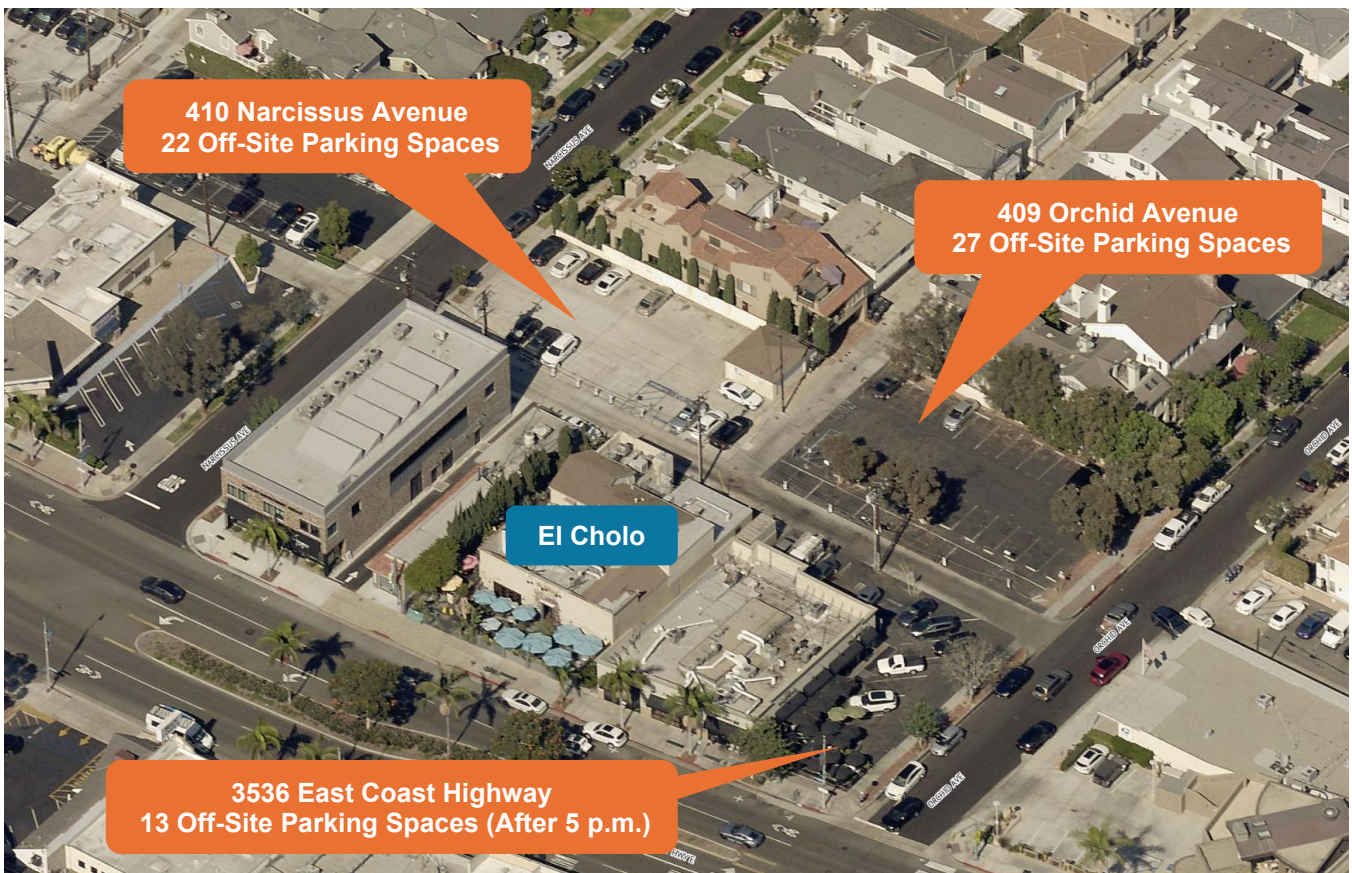 410 Narcissus Avenue
22 Off-Site Parking Spaces
NARCISSUS AVE
409 Orchid Avenue
27 Off-Site Parking Spaces
ORCHID AVE
NARCISSUS AVE
El Cholo
ORCHID AVE
3536 East Coast Highway
13 Off-Site Parking Spaces (After 5 p.m.)
ORCHID AVE
HWY E